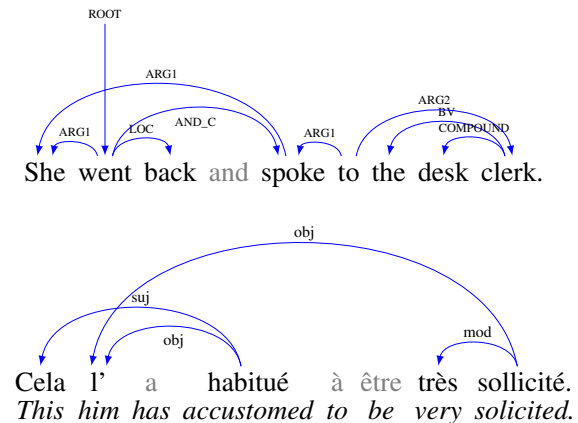 ROOT
ARG1
ARG1 LOC AND_C ARG1 ARG2 BV COMPOUND
She went back and spoke to the desk clerk.
obj
suj
obj mod
Cela l' a habitué à être très sollicité.
This him has accustomed to be very solicited.